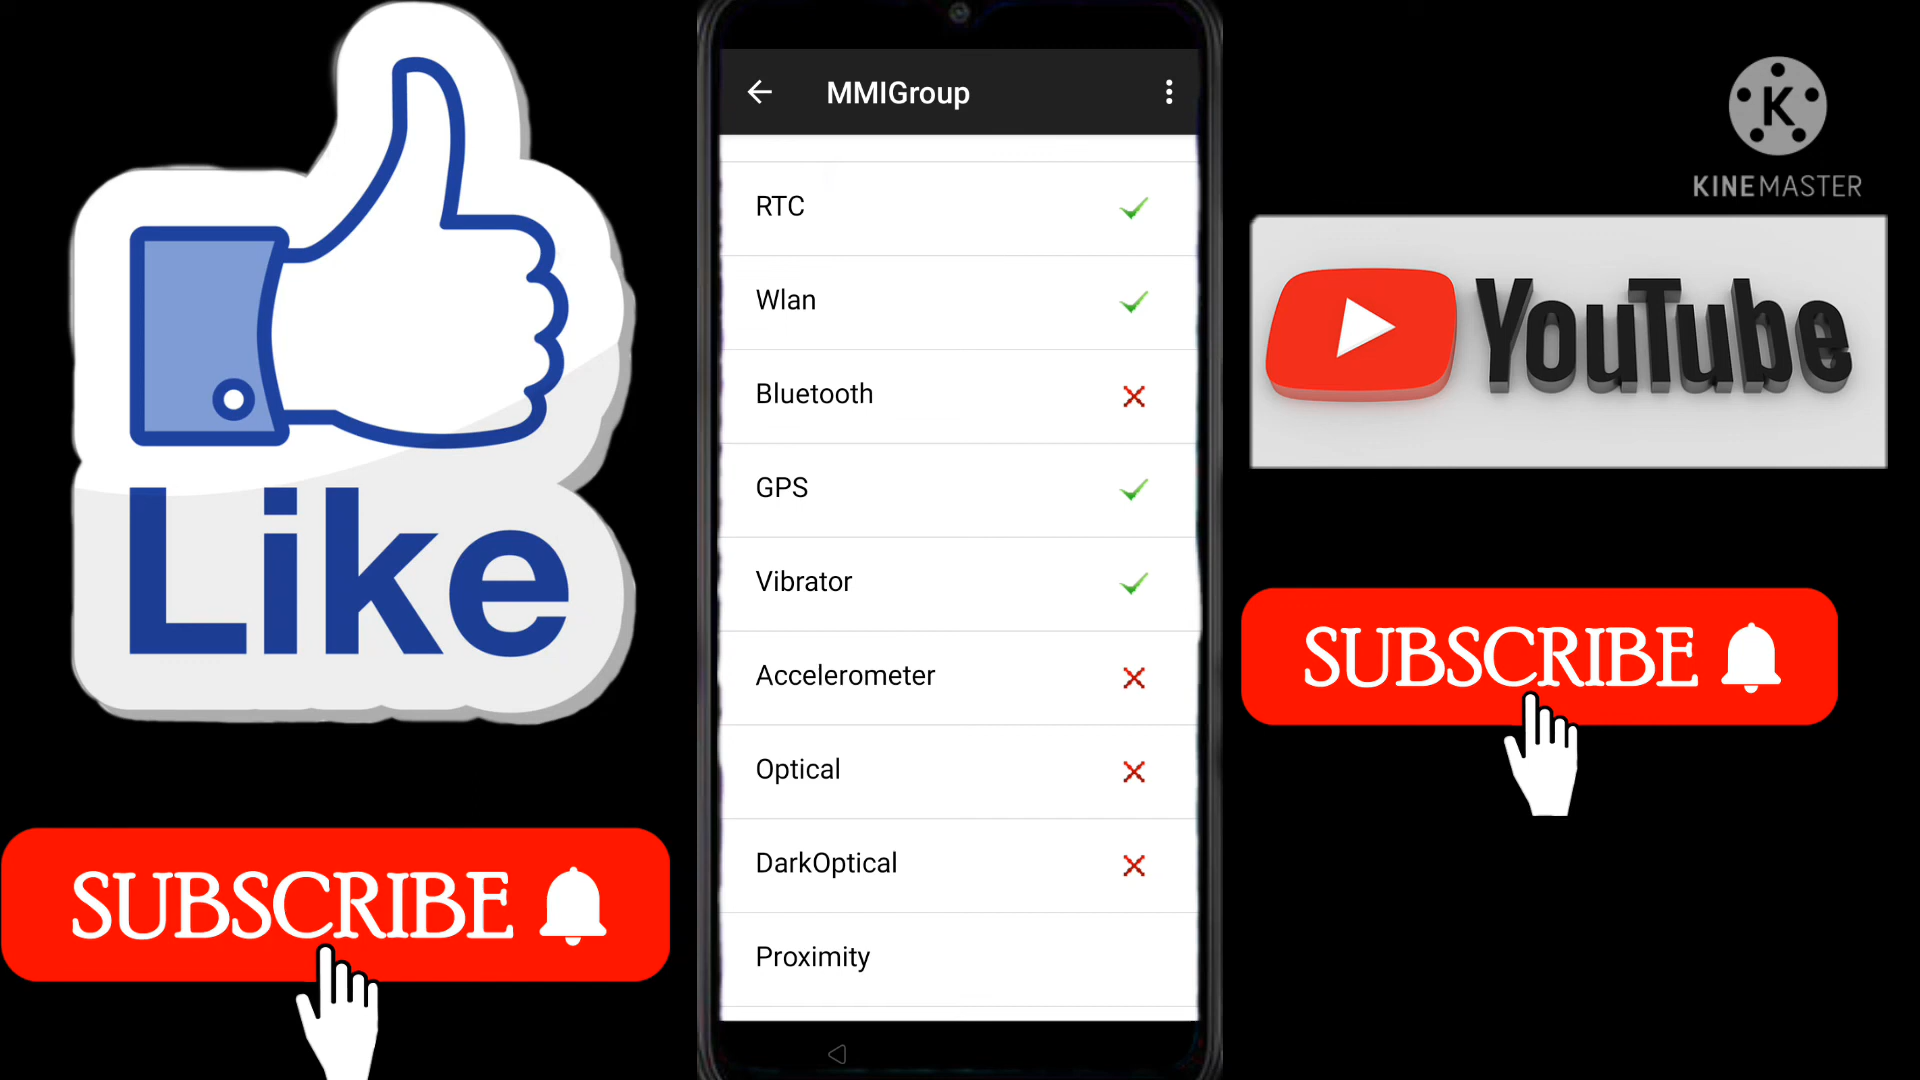 Like
SUBSCRIBE
MMIGroup
RTC
Wlan
Bluetooth
GPS
Vibrator
Accelerometer
Optical
DarkOptical
Proximity
K
KINEMASTER
YouTube
SUBSCRIBE